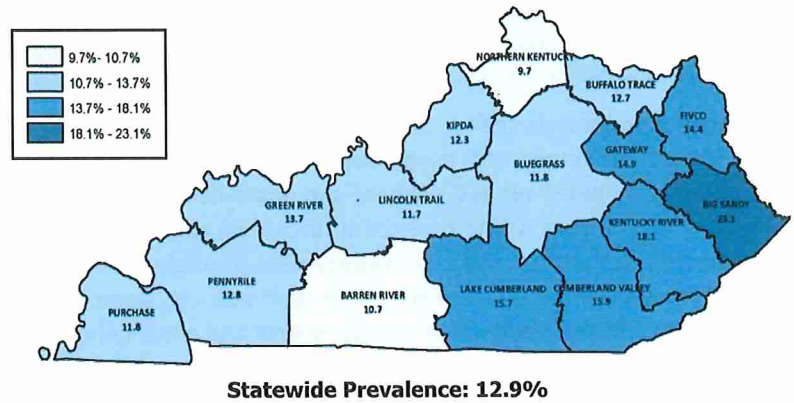 9.7%- 10.7%
10.7% - 13.7%
13.7% - 18.1%
18.1% - 23.1%
NORTHERN KENTUCKY
9.7
BUFFALO TRACE
12.7
FIVCO
14.4
KIPDA
12.3
GATEWAY
14.9
BLUEGRASS
11.8
BIG SANDY
23.1
GREEN RIVER
13.7
LINCOLN TRAIL
11.7
KENTUCKY RIVER
18.1
PENNYRILE
12.8
LAKE CUMBERLAND
15.7
CUMBERLAND VALLEY
15.9
BARREN RIVER
10.7
PURCHASE
11.8
Statewide Prevalence: 12.9%